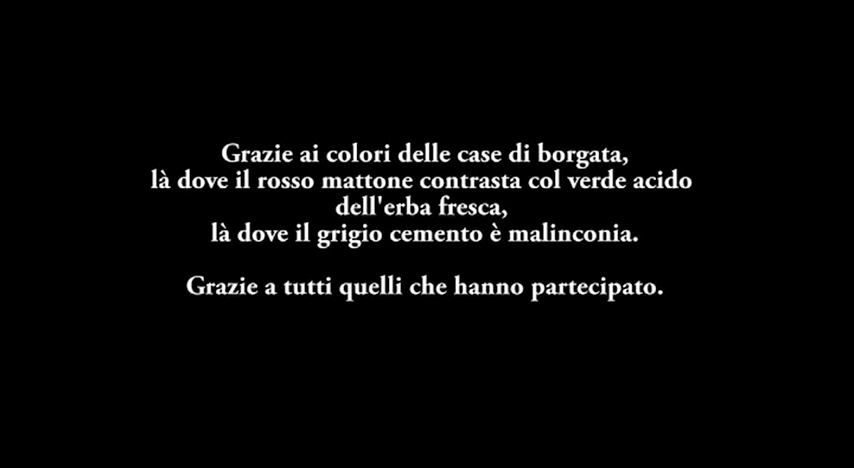 Grazie ai colori delle case di borgata,
là dove il rosso mattone contrasta col verde acido
dell'erba fresca,
là dove il grigio cemento è malinconia.
Grazie a tutti quelli che hanno partecipato.